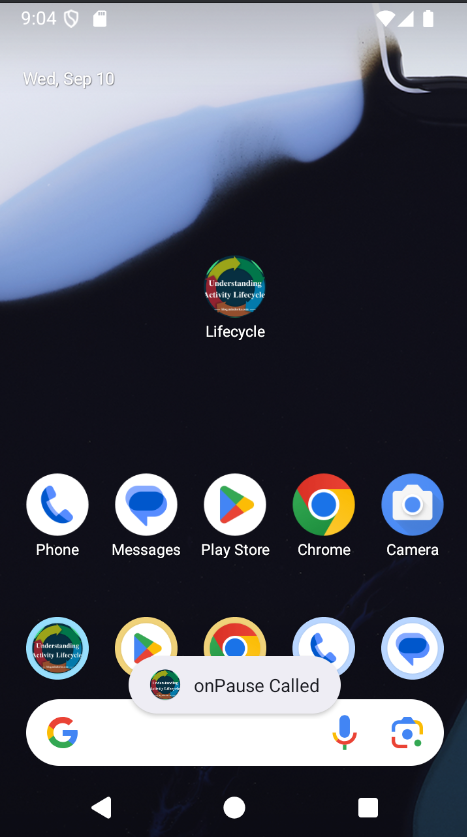 9:04
Wed, Sep 10
Understanding
Activity Lifecycle
Lifecycle
Phone
Messages
Play Store
Chrome
Camera
Understanding
Activity Lifecycle
onPause Called